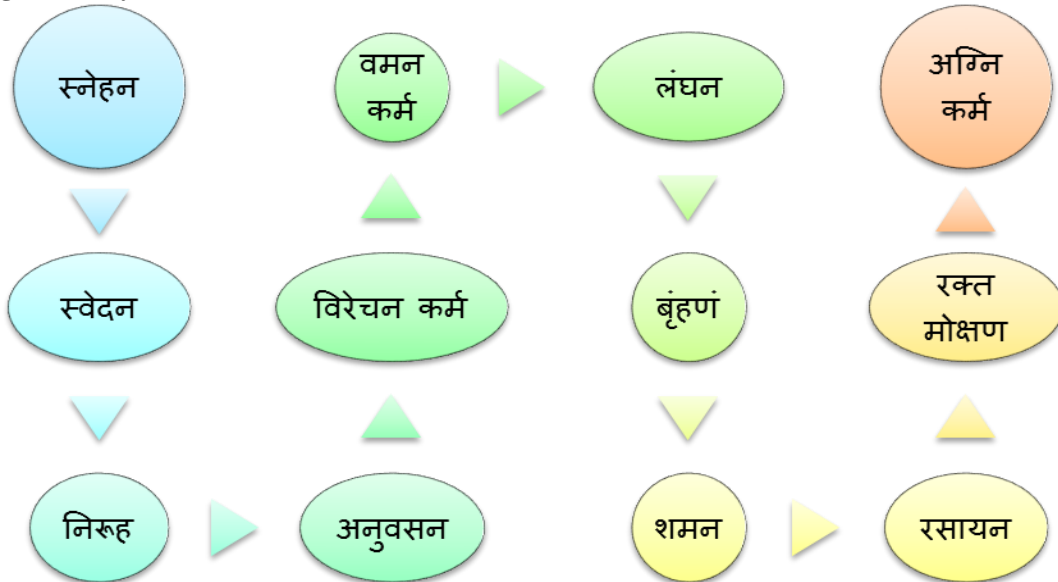 स्नेहन
स्वेदन
निरूह
अनुवसन
विरेचन कर्म
वमन
कर्म
लंघन
बृंहणं
शमन
रसायन
रक्त
मोक्षण
अग्नि
कर्म